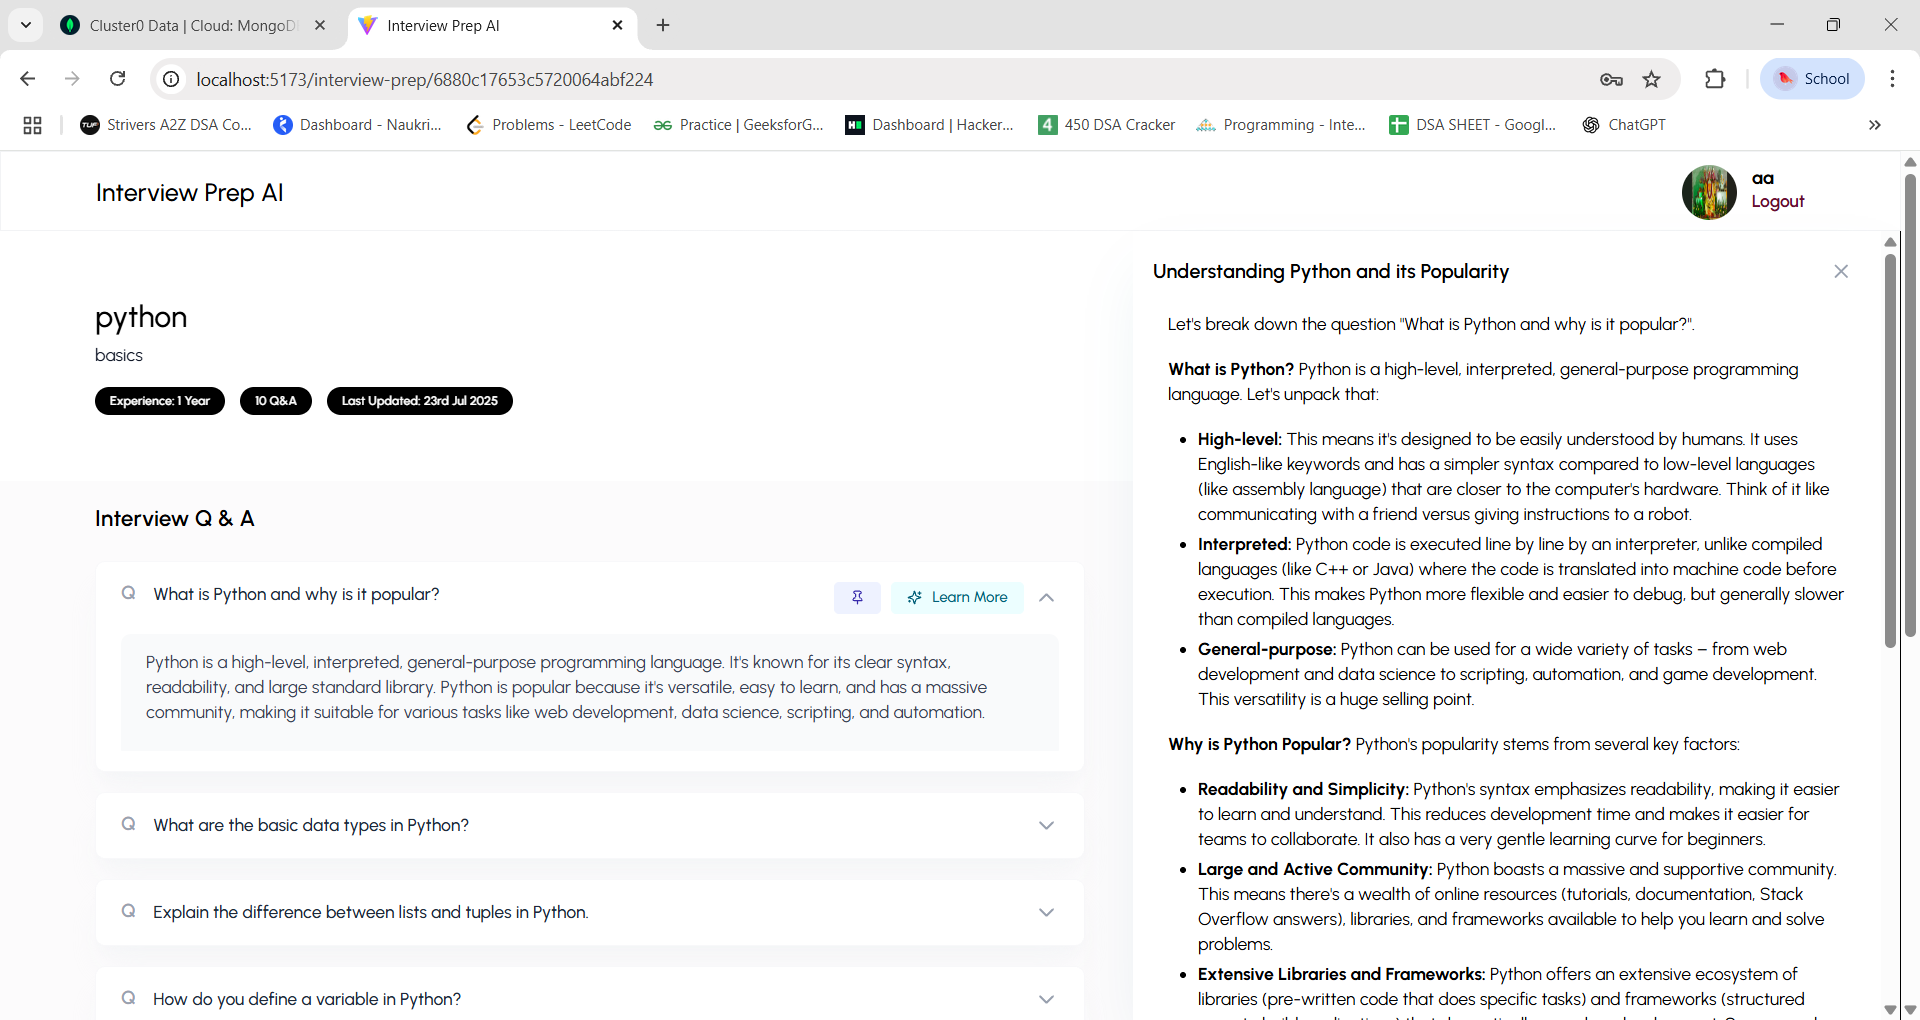 Cluster0 Data | Cloud: MongoD
Interview Prep AI
localhost:5173/interview-prep/6880c17653c5720064abf224
School
Strivers A2Z DSA Co...
Dashboard - Naukri...
Problems - LeetCode
Practice | GeeksforG...
Dashboard | Hacker...
450 DSA Cracker
Programming - Inte...
DSA SHEET - Googl...
ChatGPT
Interview Prep AI
aa
Logout
python
basics
Experience: 1 Year
10 Q&A
Last Updated: 23rd Jul 2025
Interview Q & A
Q What is Python and why is it popular?
Learn More
Python is a high-level, interpreted, general-purpose programming language. It's known for its clear syntax,
readability, and large standard library. Python is popular because it's versatile, easy to learn, and has a massive
community, making it suitable for various tasks like web development, data science, scripting, and automation.
Q What are the basic data types in Python?
Q Explain the difference between lists and tuples in Python.
Q How do you define a variable in Python?
Understanding Python and its Popularity
Let's break down the question "What is Python and why is it popular?".
What is Python? Python is a high-level, interpreted, general-purpose programming
language. Let's unpack that:
• High-level: This means it's designed to be easily understood by humans. It uses
English-like keywords and has a simpler syntax compared to low-level languages
(like assembly language) that are closer to the computer's hardware. Think of it like
communicating with a friend versus giving instructions to a robot.
• Interpreted: Python code is executed line by line by an interpreter, unlike compiled
languages (like C++ or Java) where the code is translated into machine code before
execution. This makes Python more flexible and easier to debug, but generally slower
than compiled languages.
• General-purpose: Python can be used for a wide variety of tasks – from web
development and data science to scripting, automation, and game development.
This versatility is a huge selling point.
Why is Python Popular? Python's popularity stems from several key factors:
• Readability and Simplicity: Python's syntax emphasizes readability, making it easier
to learn and understand. This reduces development time and makes it easier for
teams to collaborate. It also has a very gentle learning curve for beginners.
• Large and Active Community: Python boasts a massive and supportive community.
This means there's a wealth of online resources (tutorials, documentation, Stack
Overflow answers), libraries, and frameworks available to help you learn and solve
problems.
• Extensive Libraries and Frameworks: Python offers an extensive ecosystem of
libraries (pre-written code that does specific tasks) and frameworks (structured